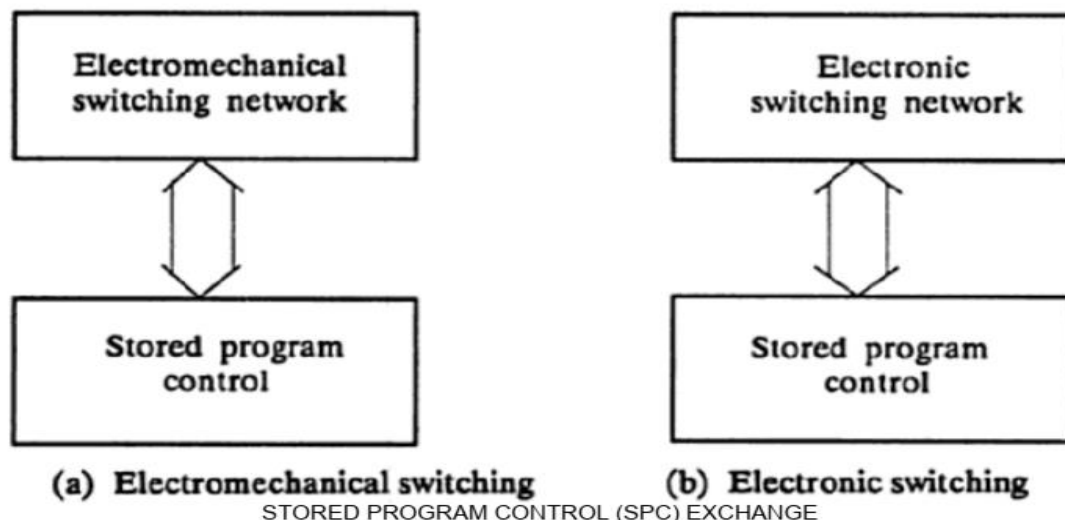 Electromechanical
switching network
Stored program
control
(a) Electromechanical switching
Electronic
switching network
Stored program
control
(b) Electronic switching
STORED PROGRAM CONTROL (SPC) EXCHANGE